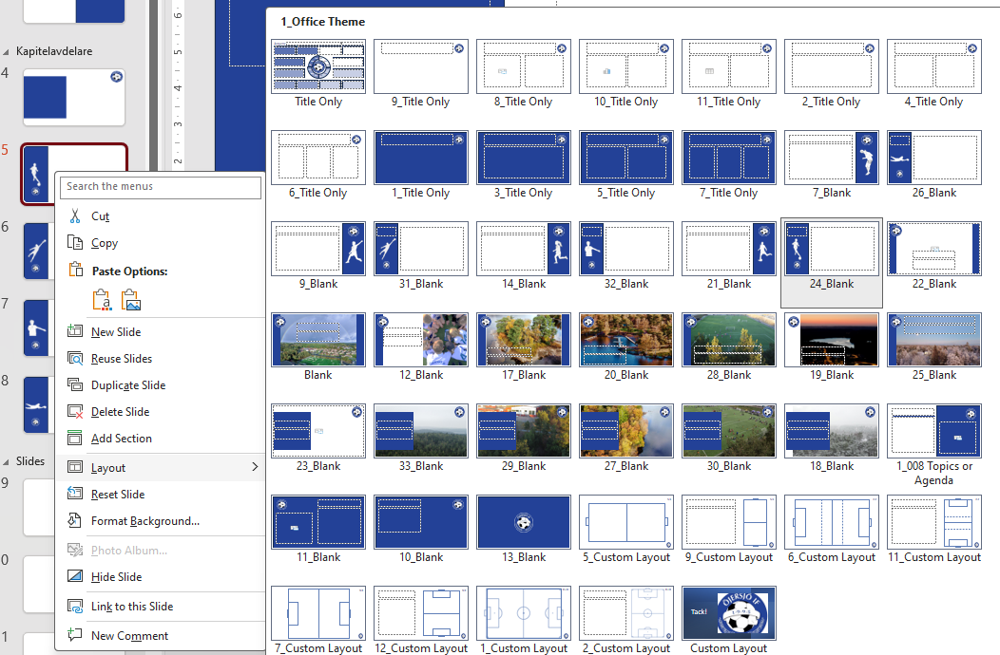 1_Office Theme
Kapitelavdelare
4
5
6
7
8
Slides
9
0
1
6
5
4
3
2
Search the menus
Cut
Copy
Paste Options:
New Slide
Reuse Slides
Duplicate Slide
Delete Slide
Add Section
Layout
Reset Slide
Format Background...
Photo Album...
Hide Slide
Link to this Slide
New Comment
Title Only
9_Title Only
8_Title Only
10_Title Only
11_Title Only
2_Title Only
4_Title Only
6_Title Only
1_Title Only
3_Title Only
5_Title Only
7_Title Only
7_Blank
26_Blank
9_Blank
31_Blank
14_Blank
32_Blank
21_Blank
24_Blank
22_Blank
Blank
12_Blank
17_Blank
20_Blank
28_Blank
19_Blank
25_Blank
23_Blank
33_Blank
29_Blank
27_Blank
30_Blank
18_Blank
1_008 Topics or
Agenda
11_Blank
10_Blank
13_Blank
5_Custom Layout
9_Custom Layout
6_Custom Layout
11_Custom Layout
Tack!
ÖJERSJÖ IF
7_Custom Layout
12_Custom Layout
1_Custom Layout
2_Custom Layout
Custom Layout